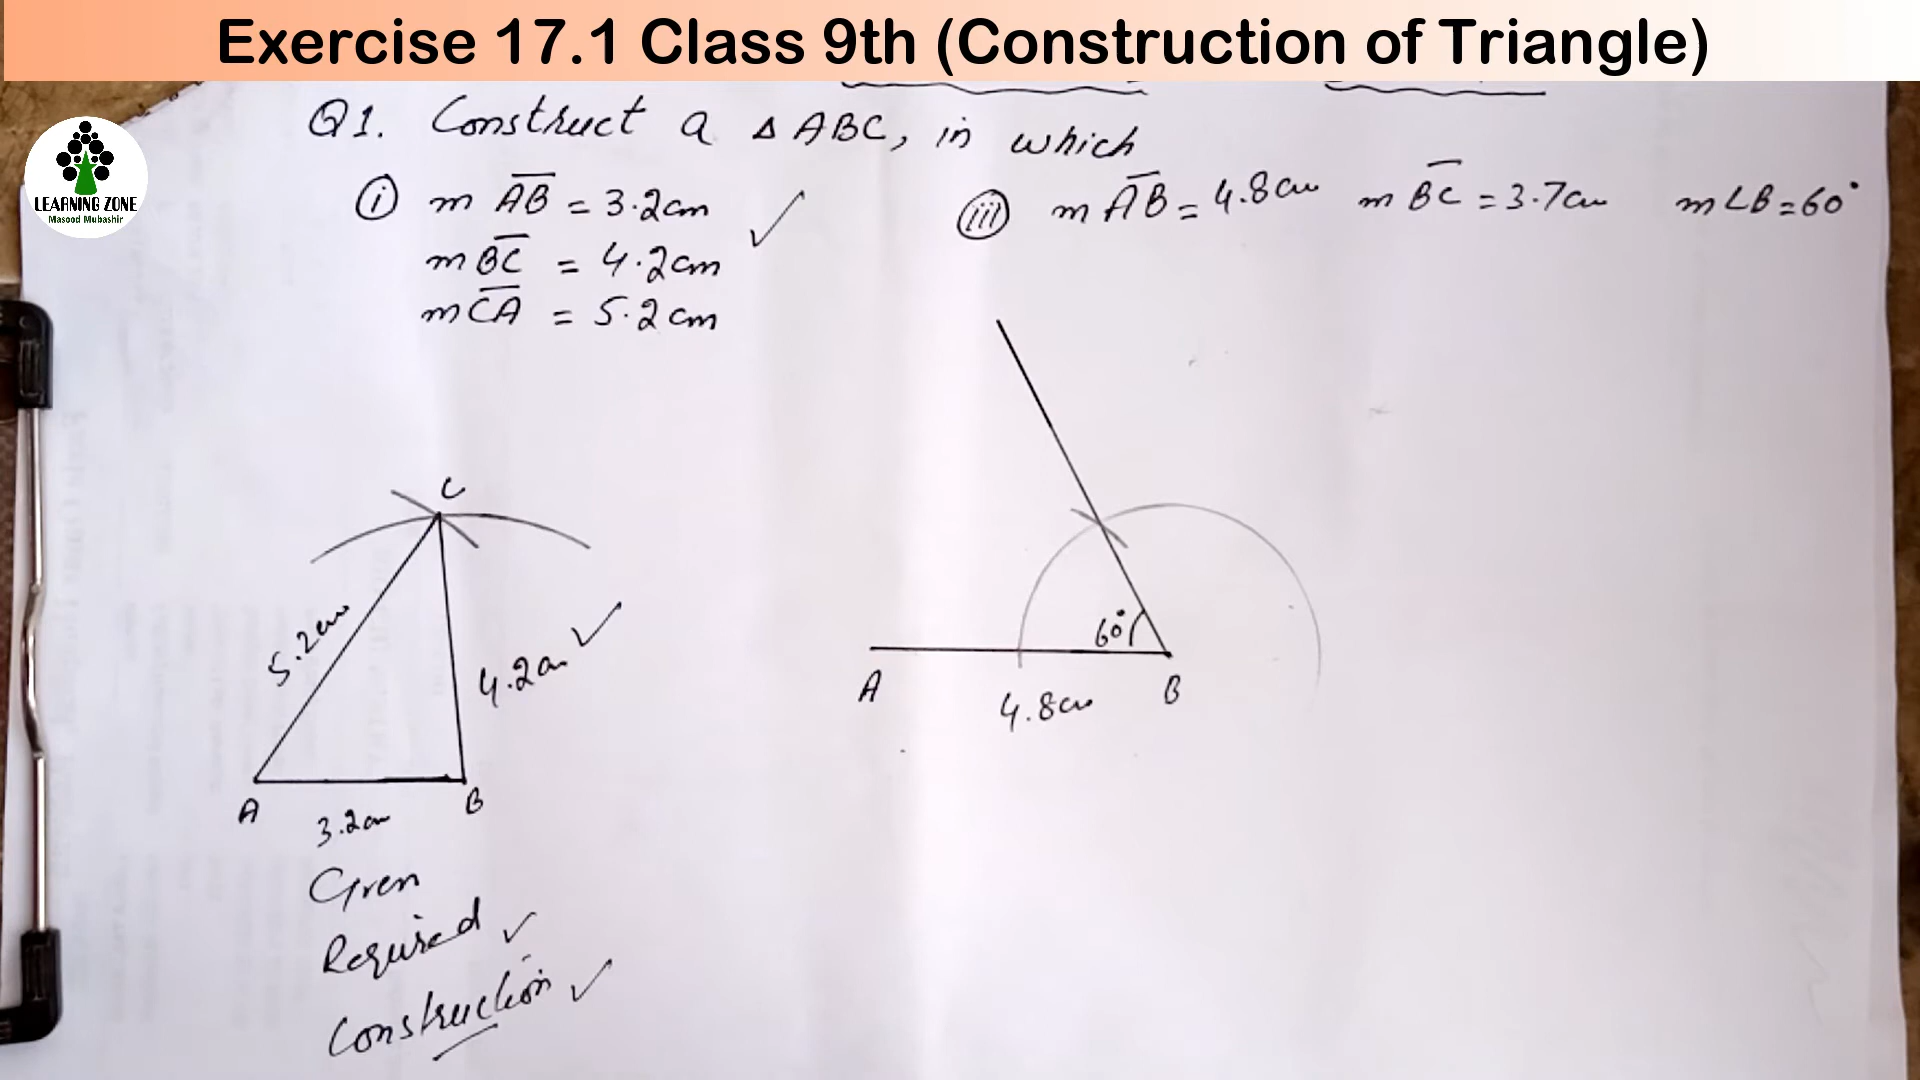 Exercise 17.1 Class 9th (Construction of Triangle)
LEARNING ZONE
Masood Mubashir
Q1. Construct a △ ABC, in which
(i) m AB = 3.2cm ✓
m BC = 4.2cm
m CA = 5.2cm
(iii) m AB = 4.8cm m BC = 3.7cm m∠B = 60°
C
5.2cm
4.2cm ✓
A
B
3.2cm
60°
A
B
4.8cm
Given
Required ✓
Construction ✓